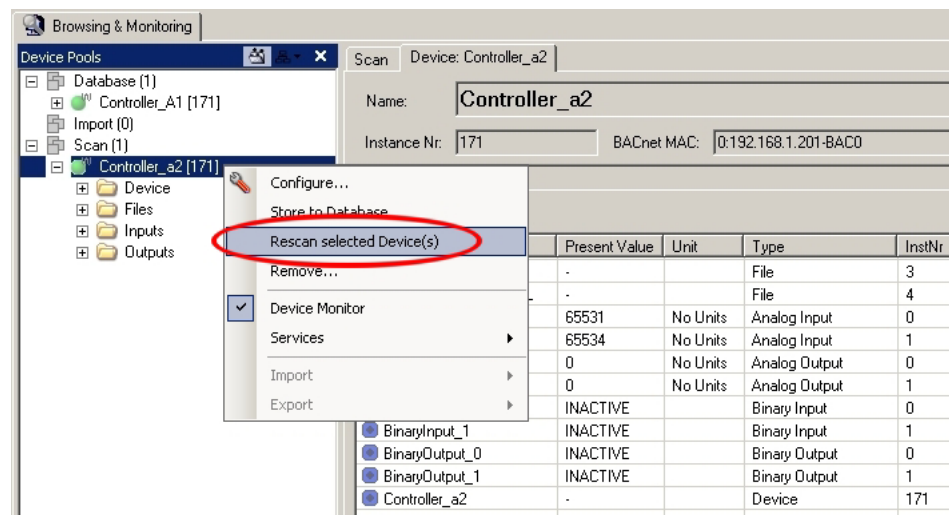 Browsing & Monitoring
Device Pools
Database (1)
Controller_A1 [171]
Import (0)
Scan (1)
Controller_a2 [171]
Device
Files
Inputs
Outputs
Configure...
Store to Database
Rescan selected Device(s)
Remove...
Device Monitor
Services
Import
Export
Scan
Device: Controller_a2
Name: Controller_a2
Instance Nr: 171 BACnet MAC: 0:192.168.1.201-BAC0
Present Value Unit Type InstNr
- File 3
- File 4
65531 No Units Analog Input 0
65534 No Units Analog Input 1
0 No Units Analog Output 0
0 No Units Analog Output 1
INACTIVE Binary Input 0
BinaryInput_1 INACTIVE Binary Input 1
BinaryOutput_0 INACTIVE Binary Output 0
BinaryOutput_1 INACTIVE Binary Output 1
Controller_a2 - Device 171